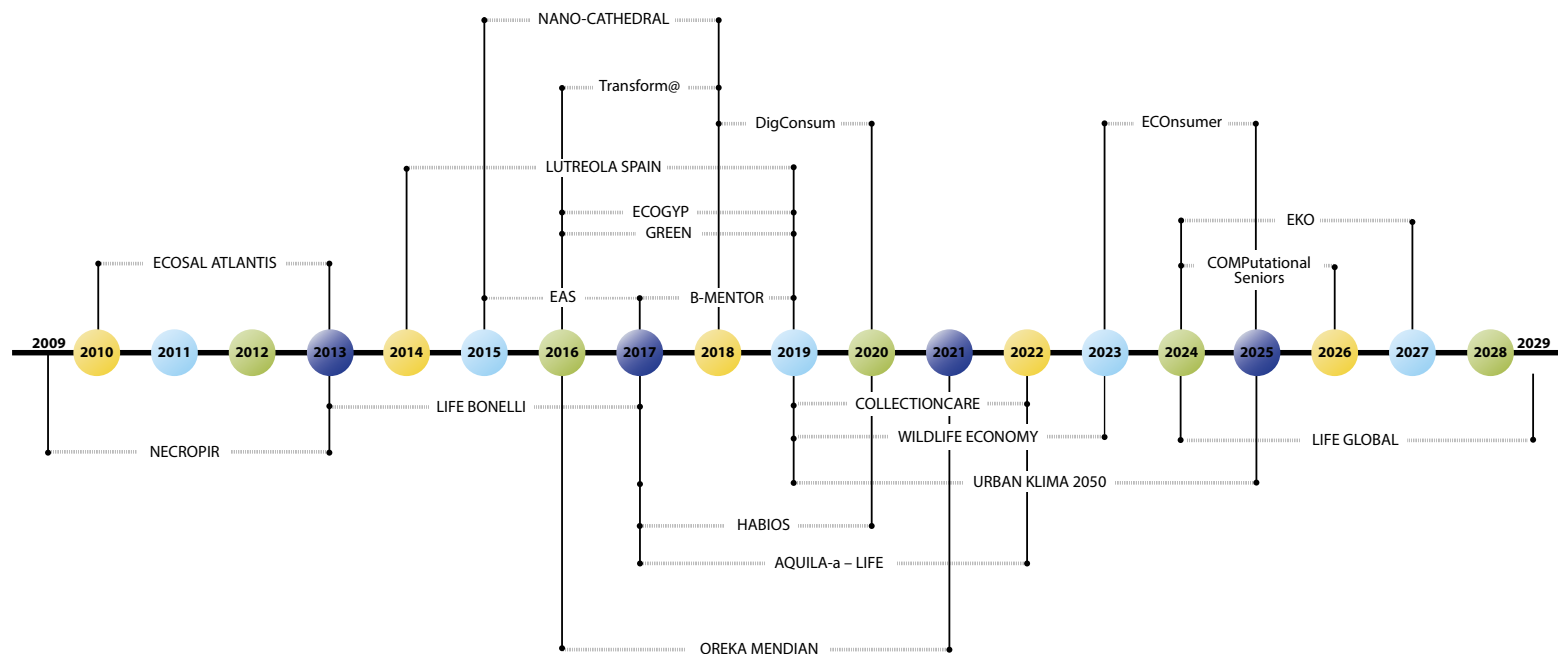 NANO-CATHEDRAL
Transform@
DigConsum
ECOnsumer
LUTREOLA SPAIN
ECOGYP
EKO
GREEN
ECOSAL ATLANTIS
COMPutational
Seniors
EAS
B-MENTOR
2009
2010
2011
2012
2013
2014
2015
2016
2017
2018
2019
2020
2021
2022
2023
2024
2025
2026
2027
2028
2029
LIFE BONELLI
COLLECTIONCARE
WILDLIFE ECONOMY
LIFE GLOBAL
NECROPIR
URBAN KLIMA 2050
HABIOS
AQUILA-a – LIFE
OREKA MENDIAN